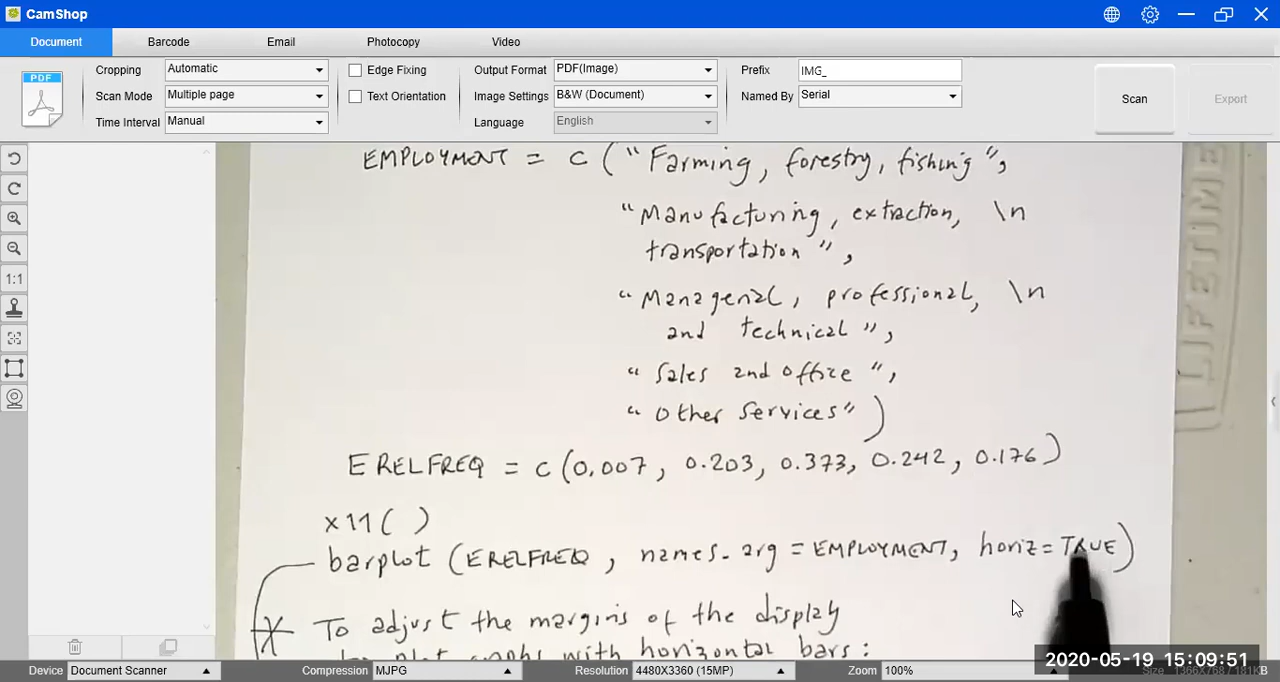 CamShop
Document Barcode Email Photocopy Video
Cropping Automatic Edge Fixing Output Format PDF(Image) Prefix IMG_
PDF Scan Mode Multiple page Text Orientation Image Settings B&W (Document) Named By Serial Scan Export
Time Interval Manual Language English
1:1
EMPLOYMENT = c ("Farming, forestry, fishing",
"Manufacturing, extraction, \n
transportation",
"Managerial, professional, \n
and technical",
"Sales and office",
"Other Services")
ERELFREQ = c(0.007, 0.203, 0.373, 0.242, 0.176)
x11( )
barplot (ERELFREQ, names.arg = EMPLOYMENT, horiz = TRUE)
To adjust the margins of the display
with horizontal bars:
LIFETIME
2020-05-19 15:09:51
Device Document Scanner Compression MJPG Resolution 4480X3360 (15MP) Zoom 100%